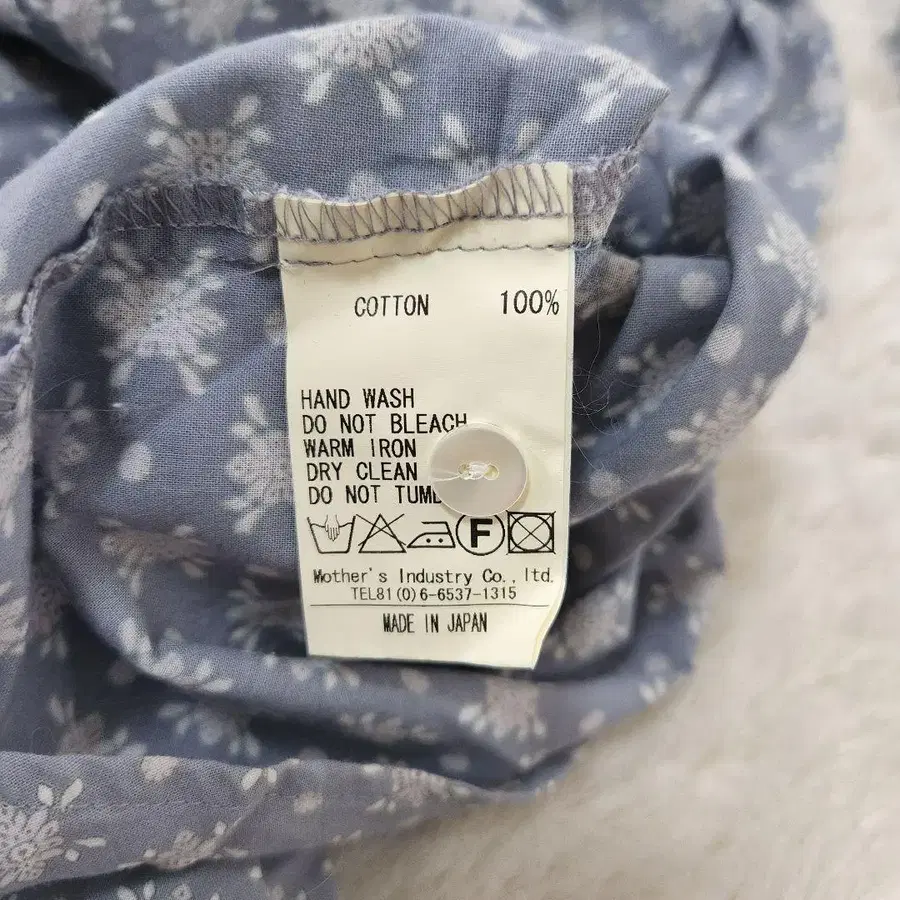 COTTON 100%
HAND WASH
DO NOT BLEACH
WARM IRON
DRY CLEAN
DO NOT
F
Mother's Industry Co., ltd.
TEL81(0)6-6537-1315
MADE IN JAPAN